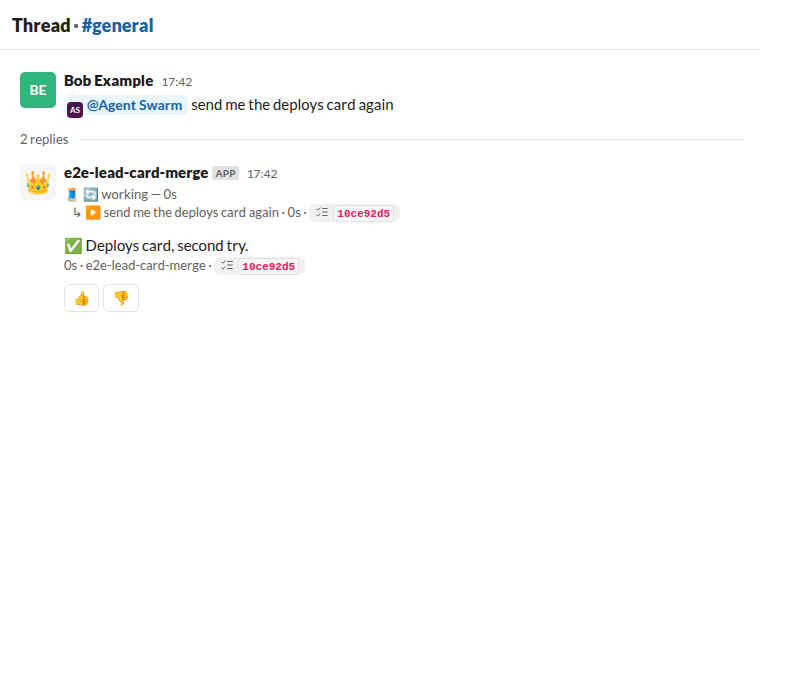 Thread • #general
BE
Bob Example 17:42
AS @Agent Swarm send me the deploys card again
2 replies
e2e-lead-card-merge APP 17:42
🧵 🔄 working — 0s
↳ ▶️ send me the deploys card again · 0s · 10ce92d5
✅ Deploys card, second try.
0s · e2e-lead-card-merge · 10ce92d5
👍 👎